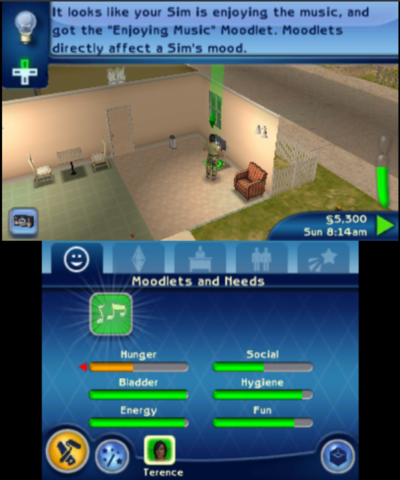 It looks like your Sim is enjoying the music, and
got the "Enjoying Music" Moodlet. Moodlets
directly affect a Sim's mood.
§5,300
Sun 8:14am
Moodlets and Needs
Hunger
Social
Bladder
Hygiene
Energy
Fun
Terence